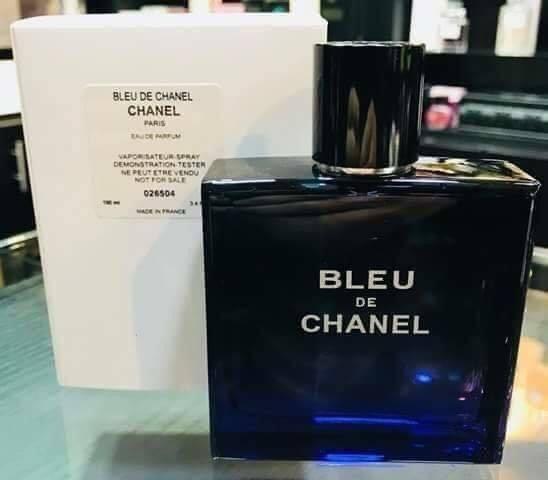 BLEU DE CHANEL
CHANEL
PARIS
EAU DE PARFUM
VAPORISATEUR-SPRAY
DEMONSTRATION-TESTER
NE PEUT ETRE VENDU
NOT FOR SALE
026504
100 ml
MADE IN FRANCE
BLEU
DE
CHANEL